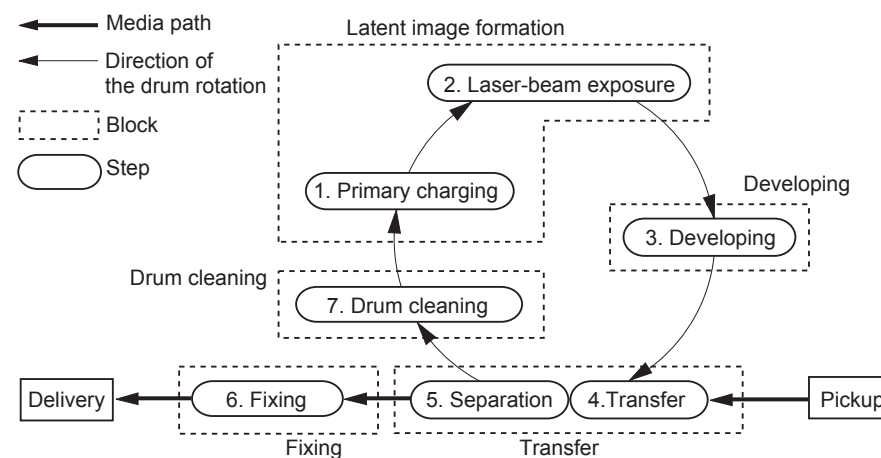 Media path
Direction of
the drum rotation
Block
Step
Latent image formation
2. Laser-beam exposure
1. Primary charging
Developing
3. Developing
Drum cleaning
7. Drum cleaning
Delivery
6. Fixing
5. Separation
4.Transfer
Pickup
Fixing
Transfer